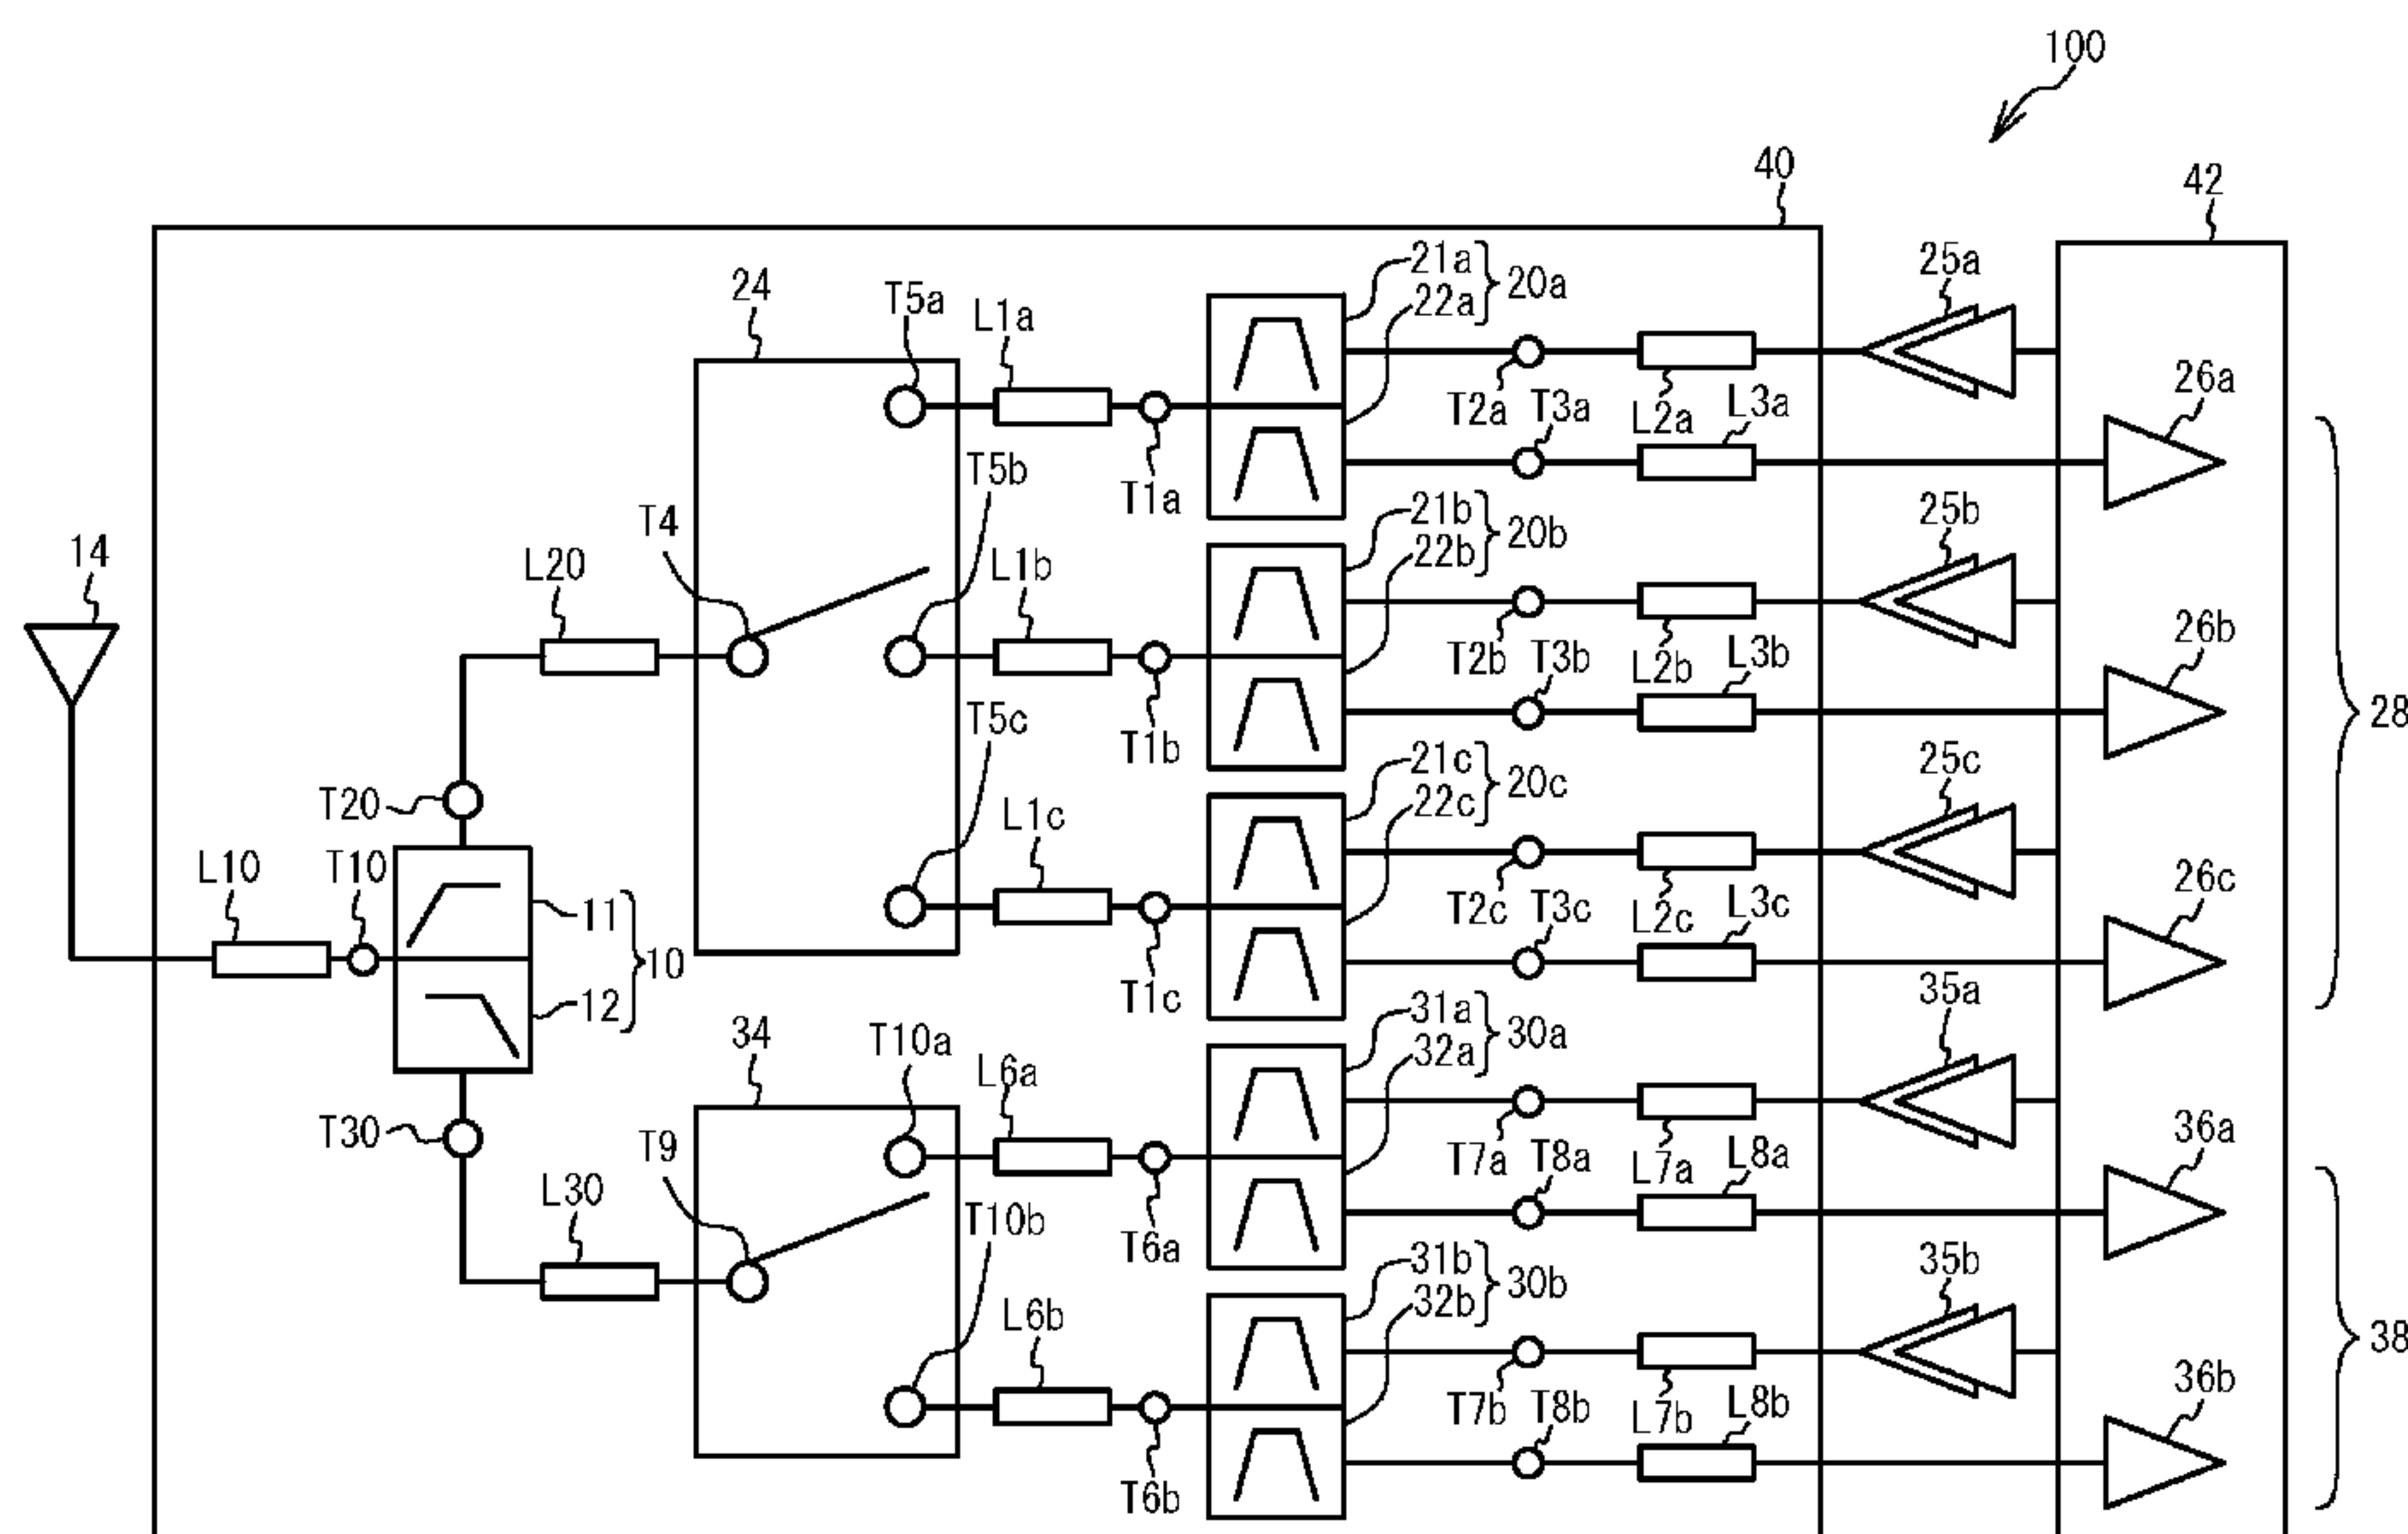 100
40
42
21a
22a
20a
25a
24
T5a
L1a
26a
T2a
T3a
L2a
L3a
T1a
T5b
21b
22b
20b
25b
T4
14
L20
L1b
26b
T2b
T3b
L2b
L3b
28
T5c
T1b
21c
22c
20c
25c
T20
L1c
L10
T10
11
12
10
26c
T2c
T3c
L2c
L3c
T1c
31a
32a
30a
35a
34
T10a
L6a
T30
T9
36a
T7a
T8a
L7a
L8a
L30
T10b
T6a
31b
32b
30b
35b
38
L6b
36b
T7b
T8b
L7b
L8b
T6b